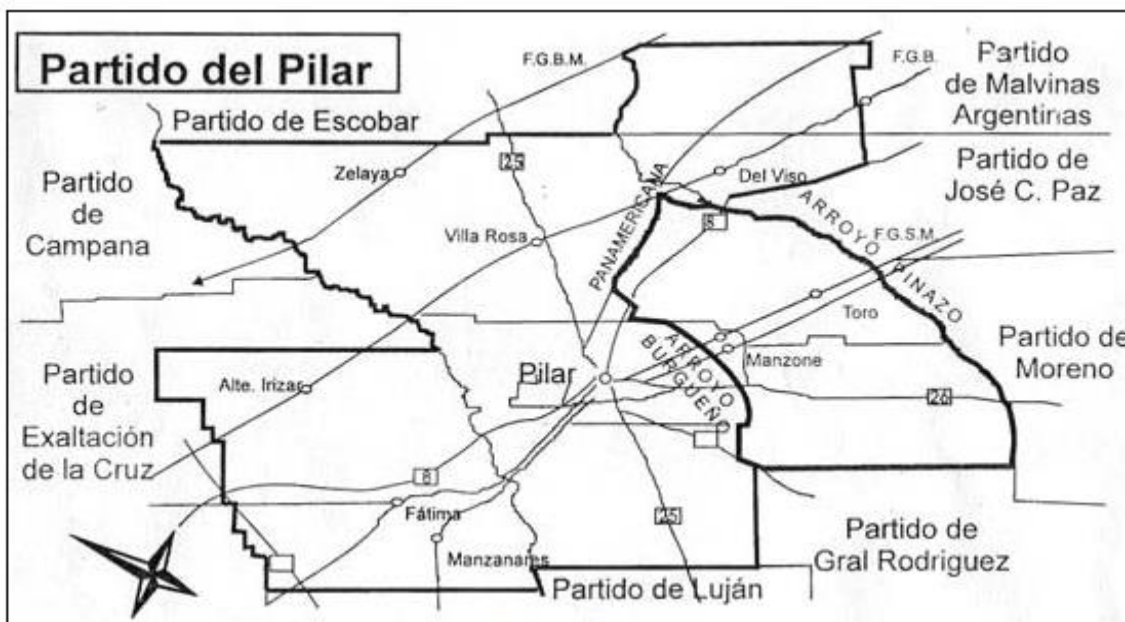 Partido del Pilar
F.G.B.M.
F.G.B.
Partido
de Malvinas
Argentinas
Partido de Escobar
Zelaya
25
Del Viso
Partido de
José C. Paz
Partido
de
Campana
Villa Rosa
PANAMERICANA
8
ARROYO PINAZO
F.G.S.M.
Toro
Partido de
Moreno
ARROYO
BURGUEÑO
Manzone
Pilar
Alte. Irizar
Partido
de
Exaltación
de la Cruz
26
8
Fátima
25
Manzanares
Partido de
Gral Rodriguez
Partido de Luján